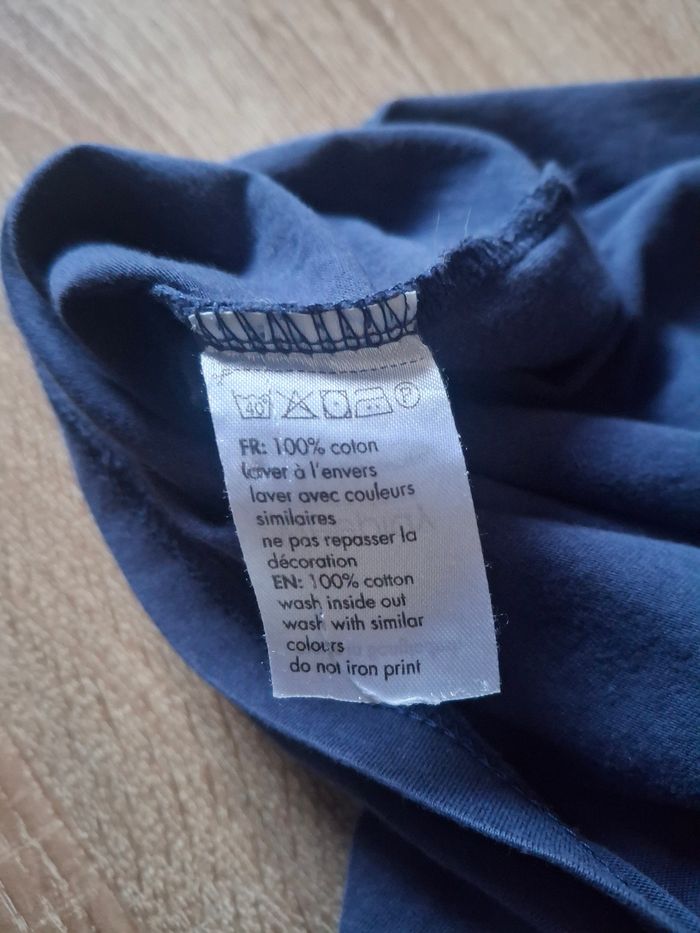 40
P
FR: 100% coton
laver à l'envers
laver avec couleurs
similaires
ne pas repasser la
décoration
EN: 100% cotton
wash inside out
wash with similar
colours
do not iron print